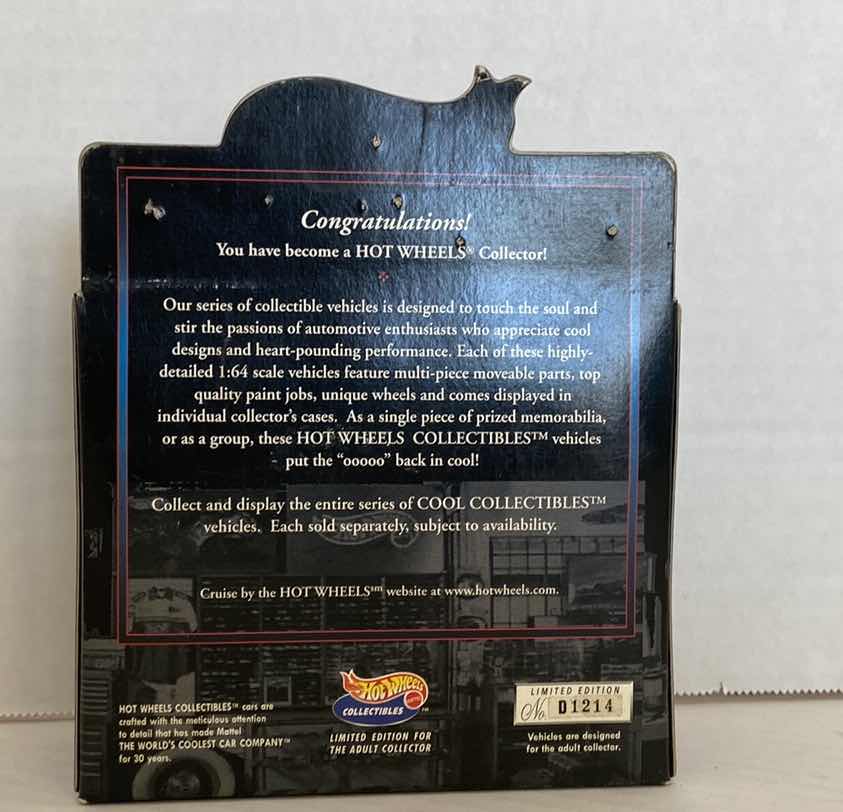 Congratulations!
You have become a HOT WHEELS® Collector!
Our series of collectible vehicles is designed to touch the soul and
stir the passions of automotive enthusiasts who appreciate cool
designs and heart-pounding performance. Each of these highly-
detailed 1:64 scale vehicles feature multi-piece moveable parts, top
quality paint jobs, unique wheels and comes displayed in
individual collector's cases. As a single piece of prized memorabilia,
or as a group, these HOT WHEELS COLLECTIBLES™ vehicles
put the “ooooo” back in cool!
Collect and display the entire series of COOL COLLECTIBLES™
vehicles. Each sold separately, subject to availability.
Cruise by the HOT WHEELS℠ website at www.hotwheels.com.
HOT WHEELS COLLECTIBLES™ cars are
crafted with the meticulous attention
to detail that has made Mattel
THE WORLD'S COOLEST CAR COMPANY™
for 30 years.
Hot Wheels
COLLECTIBLES™
LIMITED EDITION FOR
THE ADULT COLLECTOR
LIMITED EDITION
No. D1214
Vehicles are designed
for the adult collector.